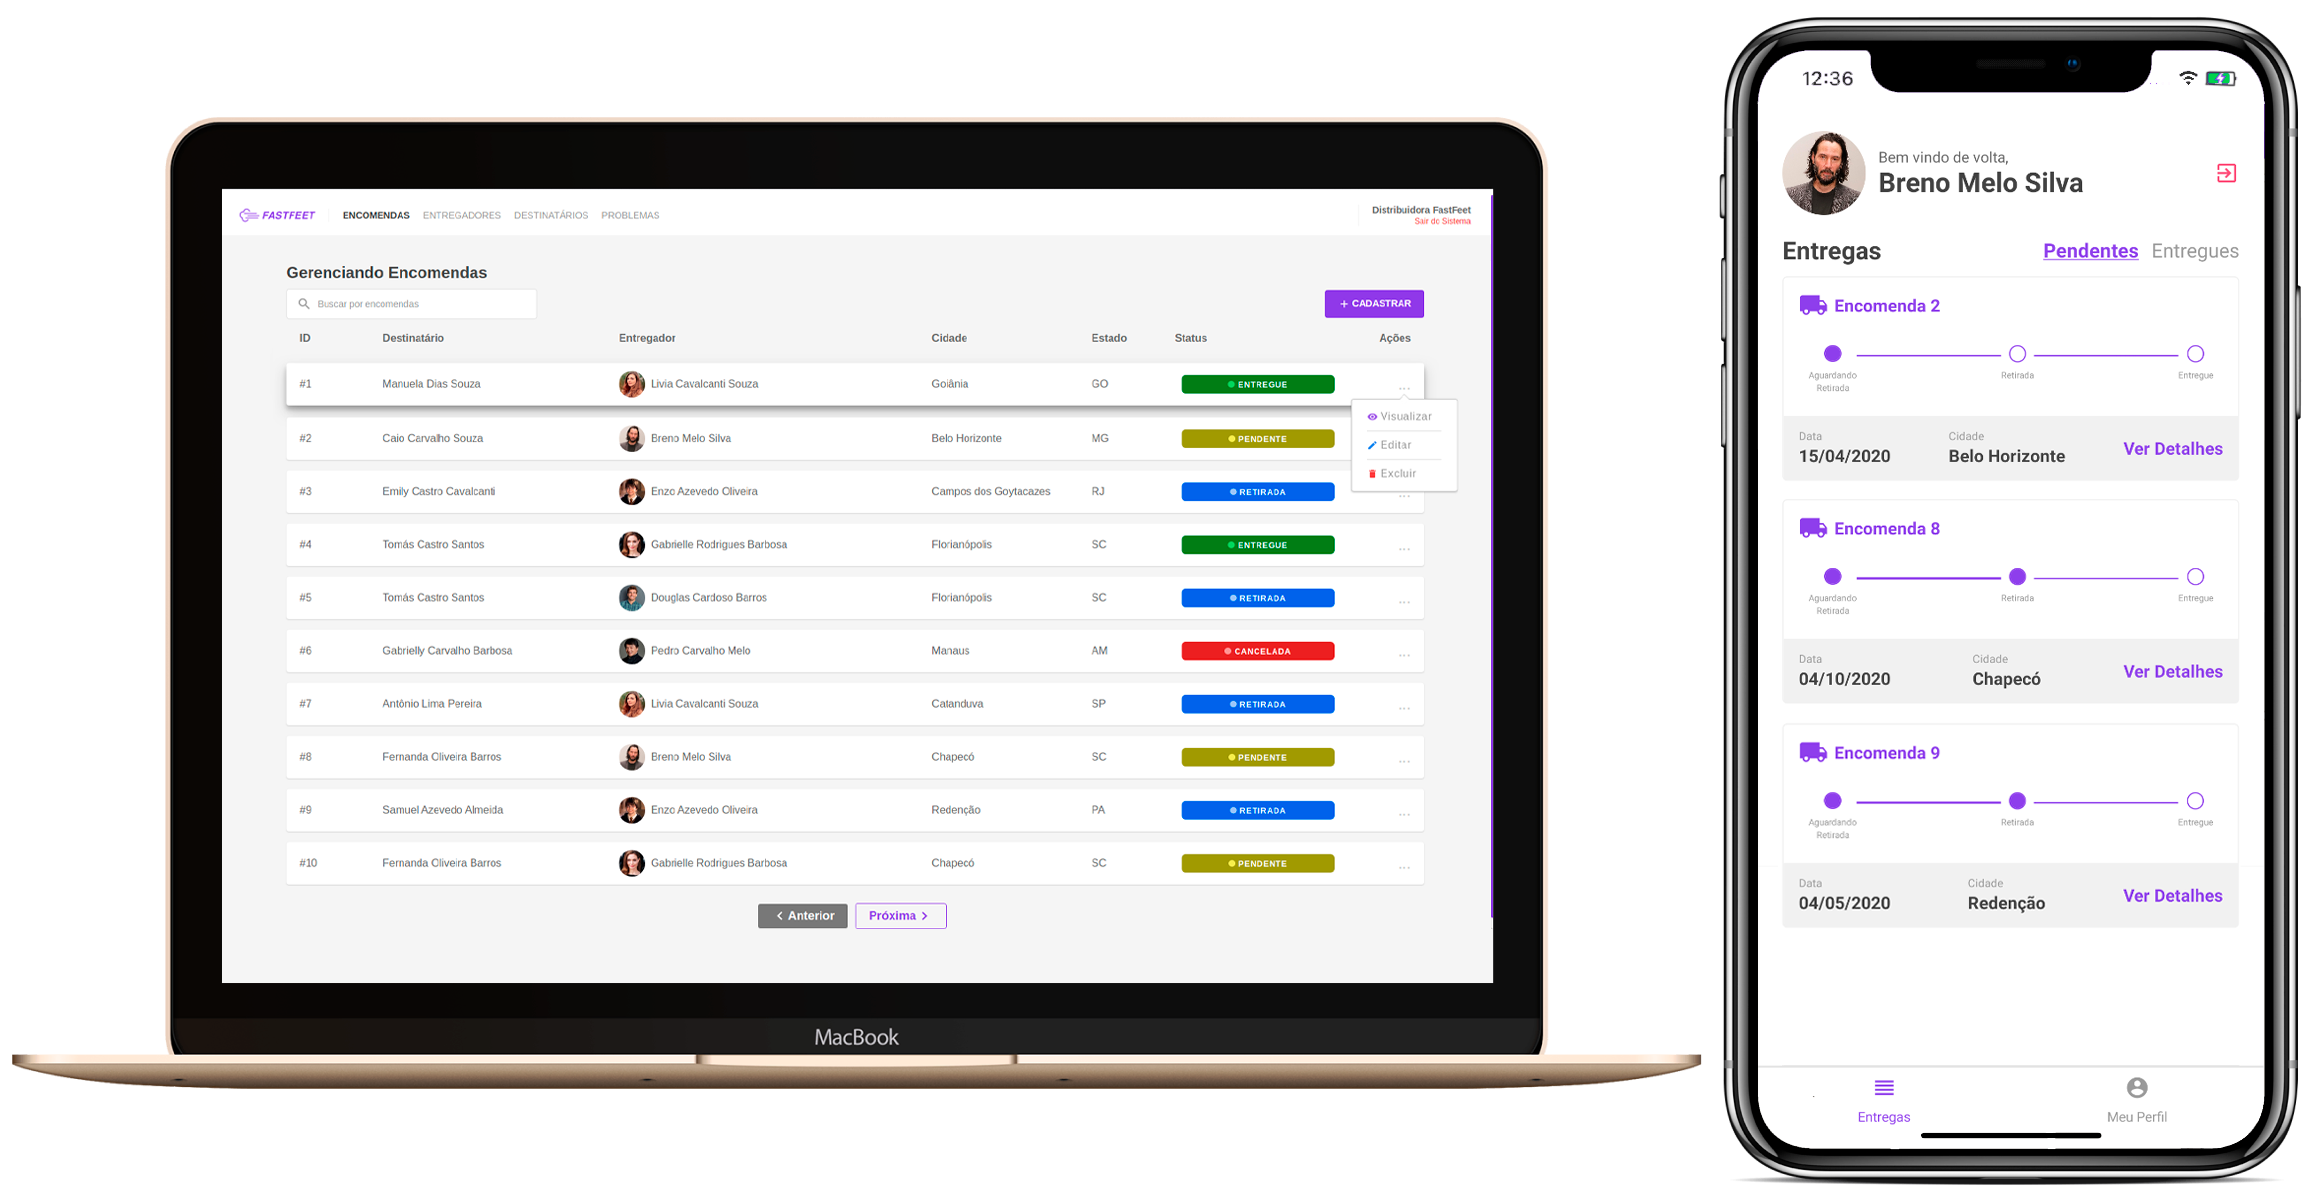 FASTFEET ENCOMENDAS ENTREGADORES DESTINATÁRIOS PROBLEMAS Distribuidora FastFeet
Sair do Sistema
Gerenciando Encomendas
Buscar por encomendas + CADASTRAR
ID Destinatário Entregador Cidade Estado Status Ações
#1 Manuela Dias Souza Livia Cavalcanti Souza Goiânia GO ENTREGUE ...
Visualizar
Editar
Excluir
#2 Caio Carvalho Souza Breno Melo Silva Belo Horizonte MG PENDENTE
#3 Emily Castro Cavalcanti Enzo Azevedo Oliveira Campos dos Goytacazes RJ RETIRADA ...
#4 Tomás Castro Santos Gabrielle Rodrigues Barbosa Florianópolis SC ENTREGUE ...
#5 Tomás Castro Santos Douglas Cardoso Barros Florianópolis SC RETIRADA ...
#6 Gabrielly Carvalho Barbosa Pedro Carvalho Melo Manaus AM CANCELADA ...
#7 Antônio Lima Pereira Livia Cavalcanti Souza Catanduva SP RETIRADA ...
#8 Fernanda Oliveira Barros Breno Melo Silva Chapecó SC PENDENTE ...
#9 Samuel Azevedo Almeida Enzo Azevedo Oliveira Redenção PA RETIRADA ...
#10 Fernanda Oliveira Barros Gabrielle Rodrigues Barbosa Chapecó SC PENDENTE ...
< Anterior Próxima >
MacBook
12:36
Bem vindo de volta,
Breno Melo Silva
Entregas Pendentes Entregues
Encomenda 2
Aguardando Retirada Entregue
Retirada
Data Cidade
15/04/2020 Belo Horizonte Ver Detalhes
Encomenda 8
Aguardando Retirada Entregue
Retirada
Data Cidade
04/10/2020 Chapecó Ver Detalhes
Encomenda 9
Aguardando Retirada Entregue
Retirada
Data Cidade
04/05/2020 Redenção Ver Detalhes
Entregas Meu Perfil